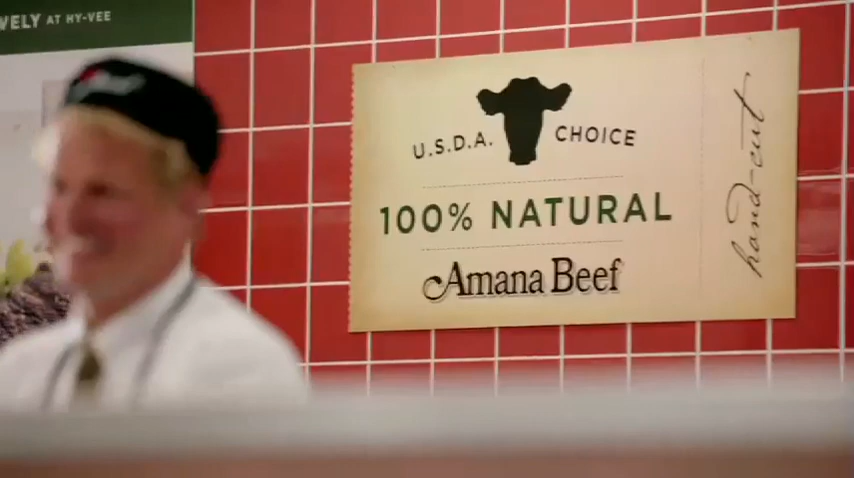 VELY AT HY-VEE
U.S.D.A. CHOICE
100% NATURAL
Amana Beef
hand-cut